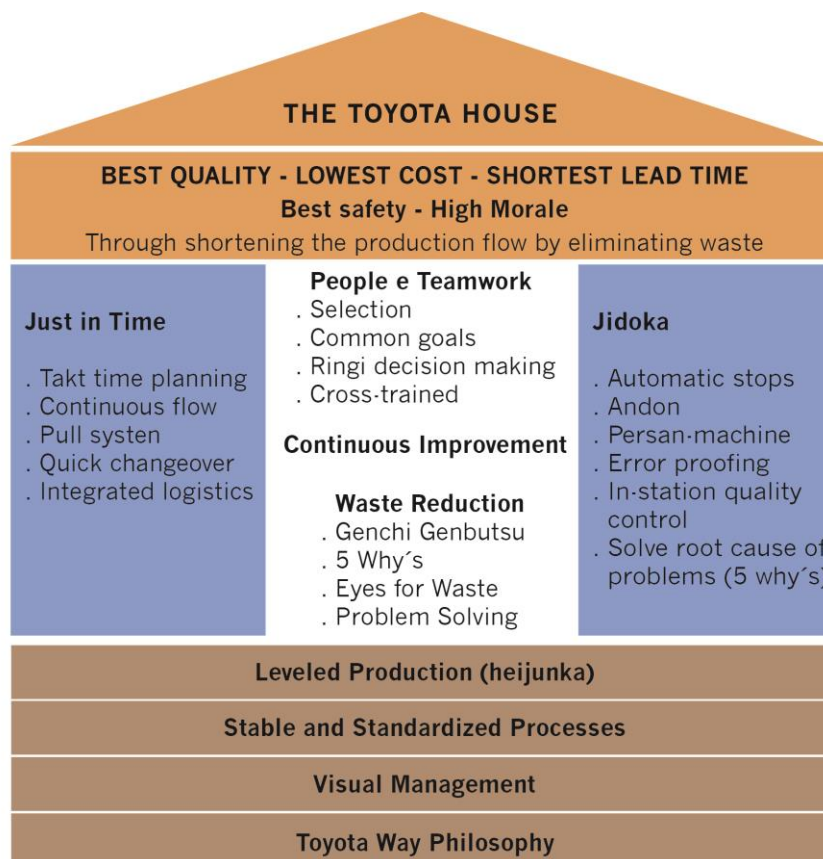 THE TOYOTA HOUSE
BEST QUALITY - LOWEST COST - SHORTEST LEAD TIME
Best safety - High Morale
Through shortening the production flow by eliminating waste
Just in Time
. Takt time planning
. Continuous flow
. Pull systen
. Quick changeover
. Integrated logistics
People e Teamwork
. Selection
. Common goals
. Ringi decision making
. Cross-trained
Continuous Improvement
Waste Reduction
. Genchi Genbutsu
. 5 Why´s
. Eyes for Waste
. Problem Solving
Jidoka
. Automatic stops
. Andon
. Persan-machine
. Error proofing
. In-station quality
control
. Solve root cause of
problems (5 why´s)
Leveled Production (heijunka)
Stable and Standardized Processes
Visual Management
Toyota Way Philosophy